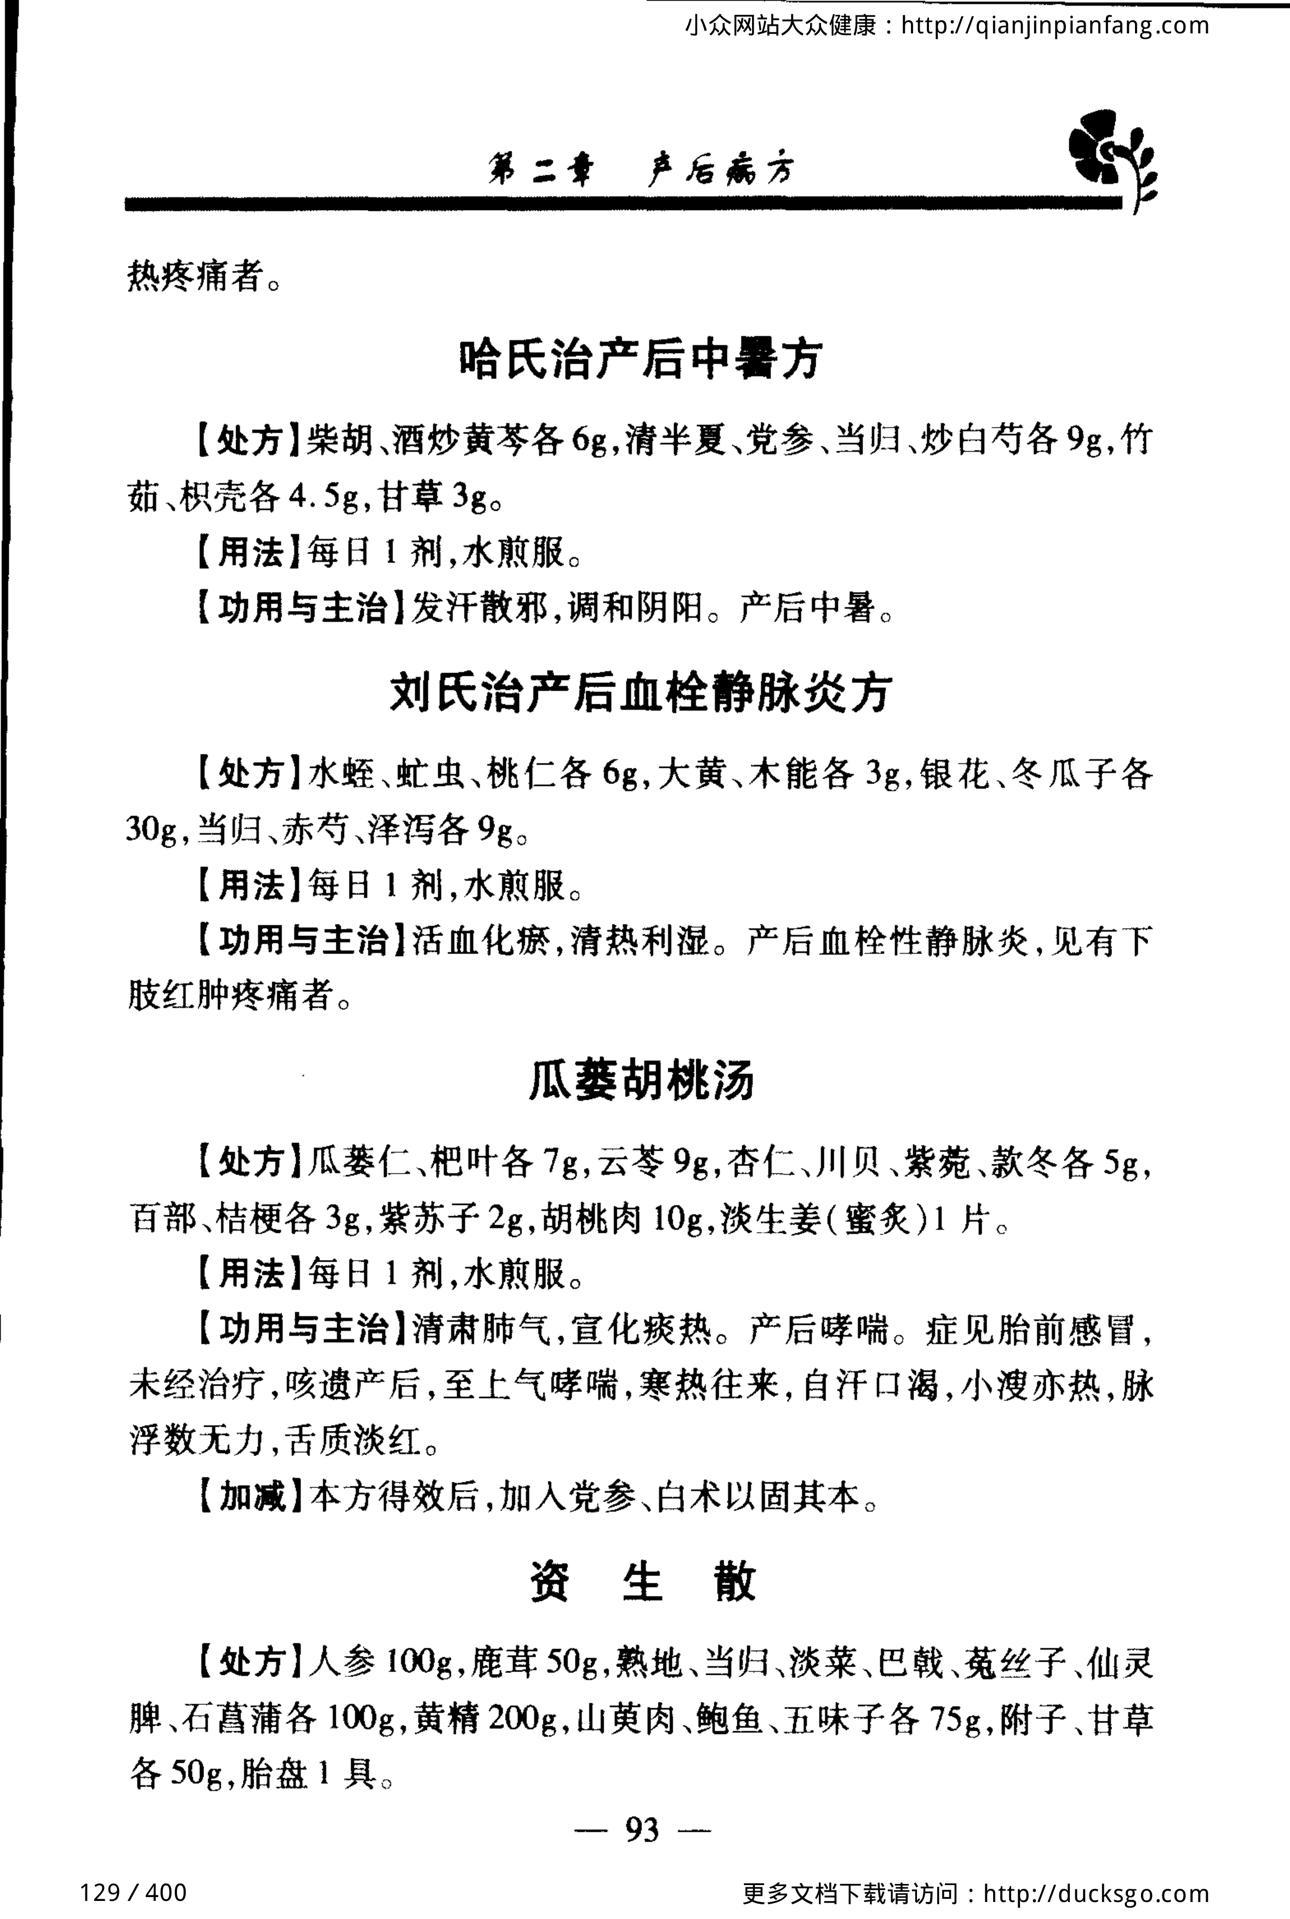 小众网站大众健康：http://qianjinpianfang.com
第二章 产后病方
热疼痛者。
哈氏治产后中暑方
【处方】柴胡、酒炒黄芩各6g,清半夏、党参、当归、炒白芍各9g,竹
茹、枳壳各4.5g,甘草3g。
【用法】每日1剂,水煎服。
【功用与主治】发汗散邪,调和阴阳。产后中暑。
刘氏治产后血栓静脉炎方
【处方】水蛭、虻虫、桃仁各6g,大黄、木能各3g,银花、冬瓜子各
30g,当归、赤芍、泽泻各9g。
【用法】每日1剂,水煎服。
【功用与主治】活血化瘀,清热利湿。产后血栓性静脉炎,见有下
肢红肿疼痛者。
瓜蒌胡桃汤
【处方】瓜蒌仁、杷叶各7g,云苓9g,杏仁、川贝、紫菀、款冬各5g,
百部、桔梗各3g,紫苏子2g,胡桃肉10g,淡生姜(蜜炙)1片。
【用法】每日1剂,水煎服。
【功用与主治】清肃肺气,宣化痰热。产后哮喘。症见胎前感冒,
未经治疗,咳遗产后,至上气哮喘,寒热往来,自汗口渴,小溲亦热,脉
浮数无力,舌质淡红。
【加减】本方得效后,加入党参、白术以固其本。
资生散
【处方】人参100g,鹿茸50g,熟地、当归、淡菜、巴戟、菟丝子、仙灵
脾、石菖蒲各100g,黄精200g,山萸肉、鲍鱼、五味子各75g,附子、甘草
各50g,胎盘1具。
— 93 —
129 / 400
更多文档下载请访问：http://ducksgo.com